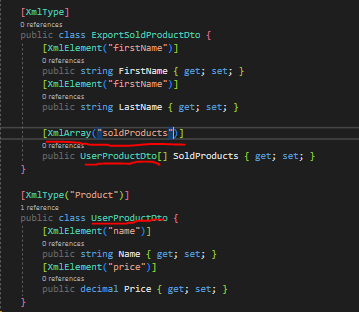 [XmlType]
0 references
public class ExportSoldProductDto {
[XmlElement("firstName")]
0 references
public string FirstName { get; set; }
[XmlElement("firstName")]
0 references
public string LastName { get; set; }
[XmlArray("soldProducts")]
0 references
public UserProductDto[] SoldProducts { get; set; }
}
[XmlType("Product")]
1 reference
public class UserProductDto {
[XmlElement("name")]
0 references
public string Name { get; set; }
[XmlElement("price")]
0 references
public decimal Price { get; set; }
}